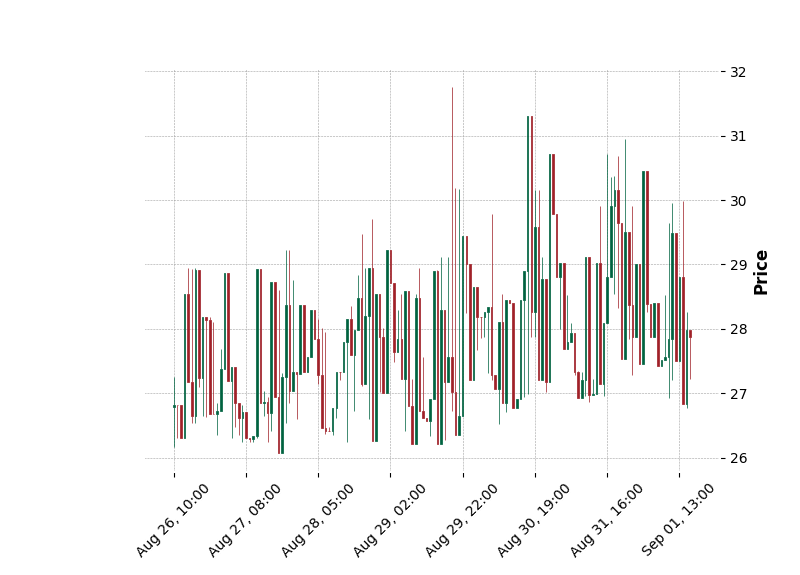 32
31
30
29
28
27
26
Price
Aug 26, 10:00
Aug 27, 08:00
Aug 28, 05:00
Aug 29, 02:00
Aug 29, 22:00
Aug 30, 19:00
Aug 31, 16:00
Sep 01, 13:00